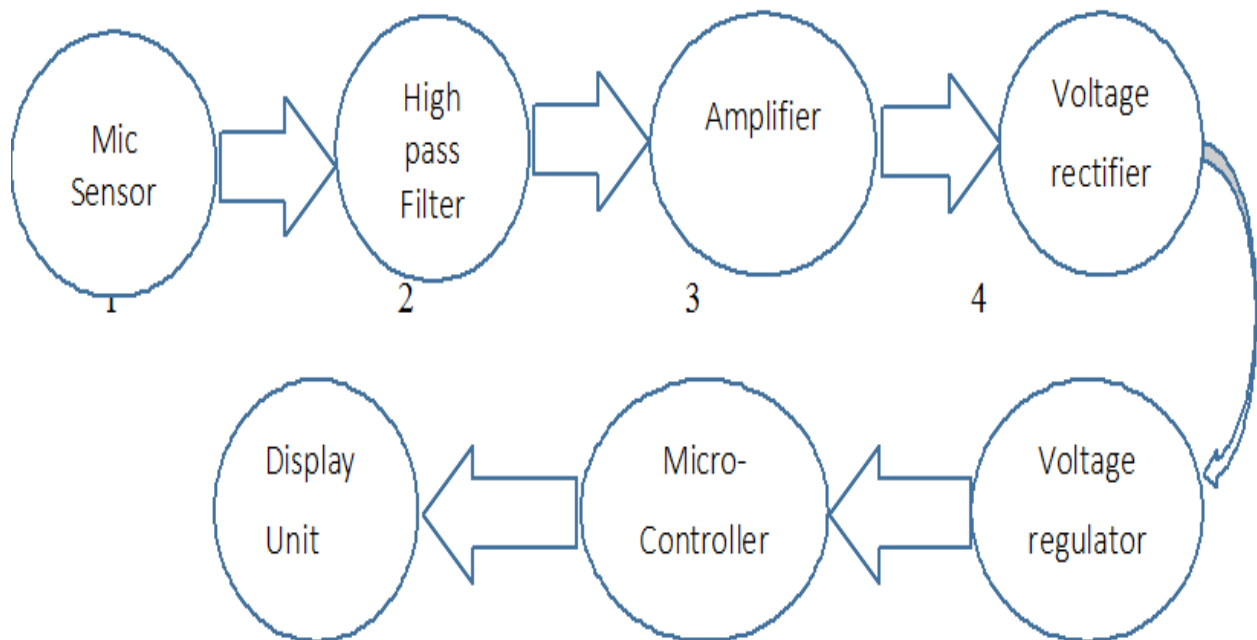 Mic
Sensor
High
pass
Filter
Amplifier
Voltage
rectifier
1
2
3
4
Display
Unit
Micro-
Controller
Voltage
regulator